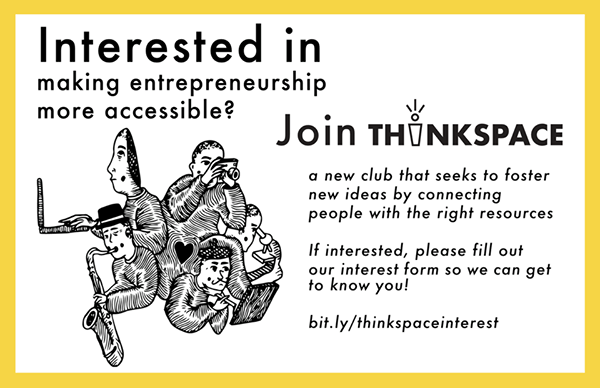 Interested in
making entrepreneurship
more accessible?
Join THINKSPACE
a new club that seeks to foster
new ideas by connecting
people with the right resources
If interested, please fill out
our interest form so we can get
to know you!
bit.ly/thinkspaceinterest